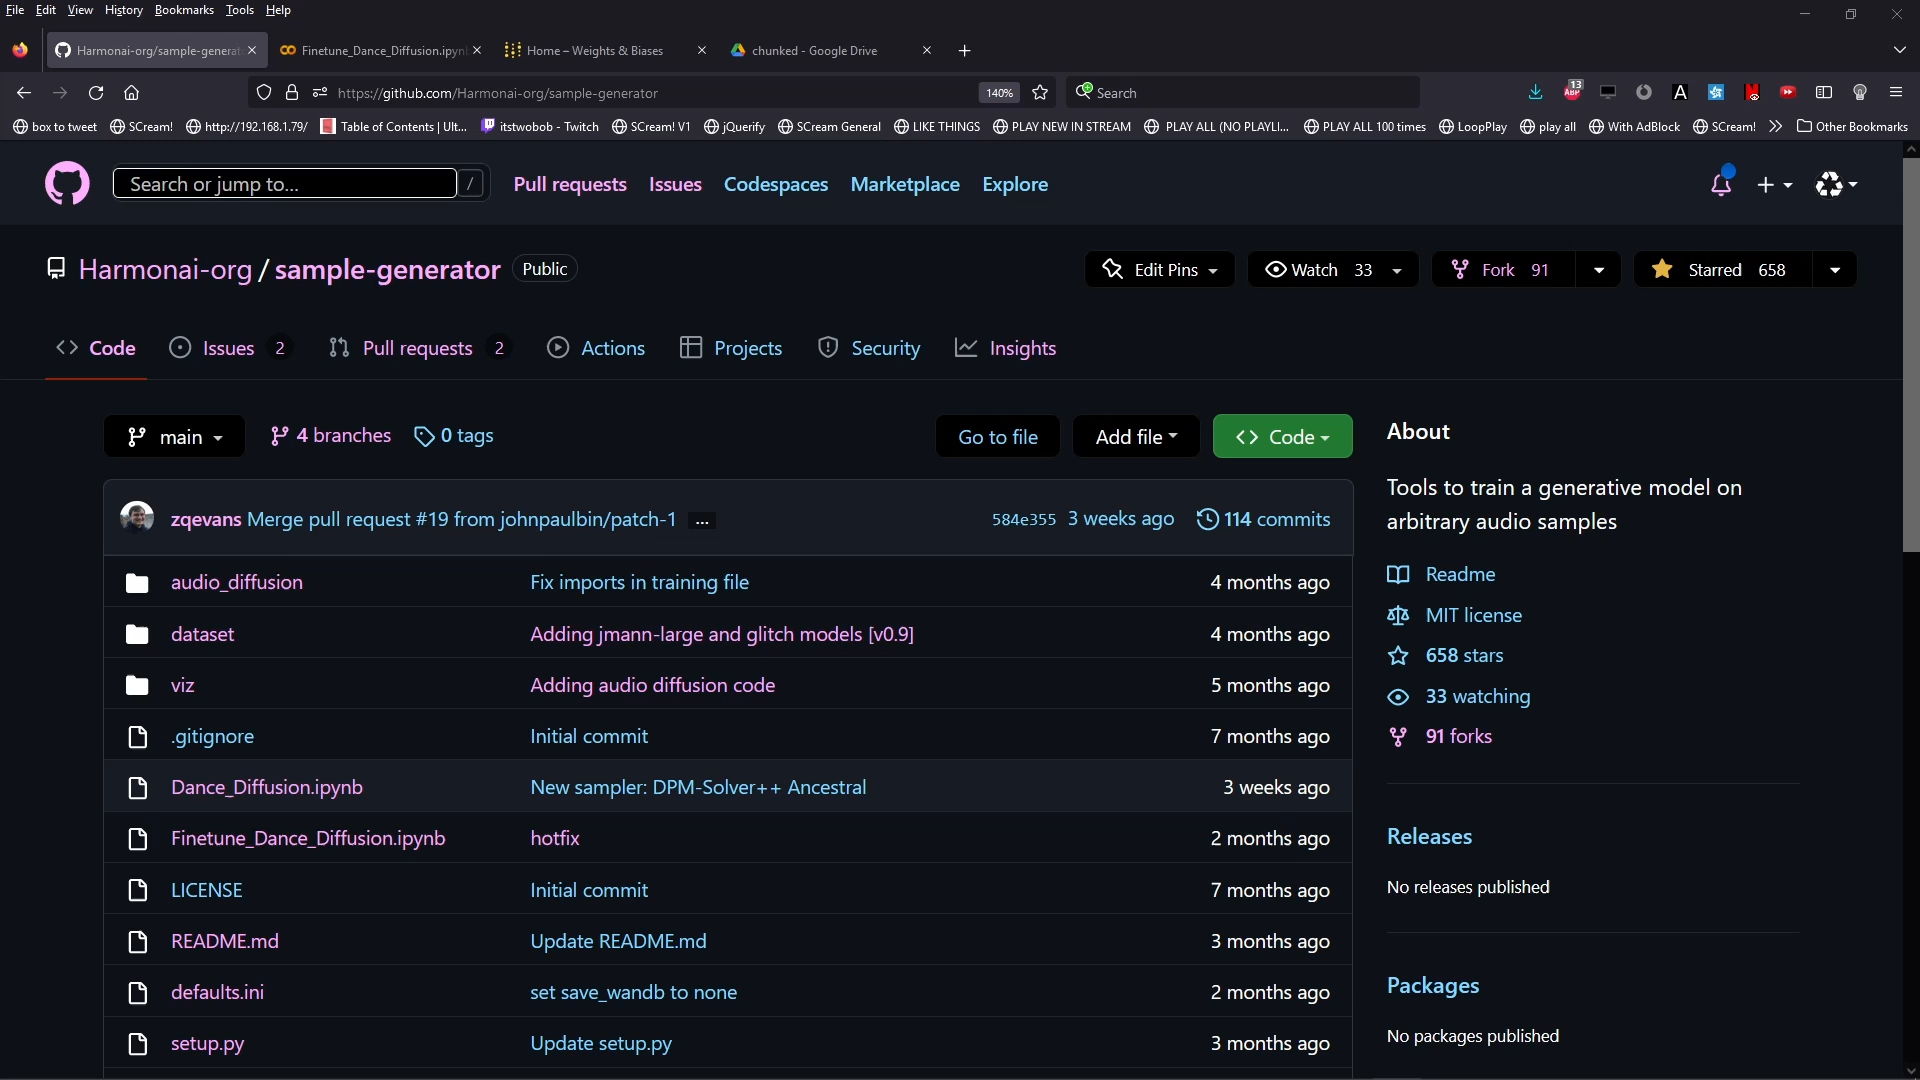 File Edit View History Bookmarks Tools Help
Harmonai-org/sample-generat
Finetune_Dance_Diffusion.ipyn
Home – Weights & Biases
chunked - Google Drive
https://github.com/Harmonai-org/sample-generator
140%
Search
13
ABP
box to tweet
SCream!
http://192.168.1.79/
Table of Contents | Ult...
itstwobob - Twitch
SCream! V1
jQuerify
SCream General
LIKE THINGS
PLAY NEW IN STREAM
PLAY ALL (NO PLAYLI...
PLAY ALL 100 times
LoopPlay
play all
With AdBlock
SCream!
Other Bookmarks
Search or jump to...
/
Pull requests
Issues
Codespaces
Marketplace
Explore
Harmonai-org / sample-generator
Public
Edit Pins
Watch 33
Fork 91
Starred 658
Code
Issues 2
Pull requests 2
Actions
Projects
Security
Insights
main
4 branches
0 tags
Go to file
Add file
Code
zqevans Merge pull request #19 from johnpaulbin/patch-1 ...
584e355 3 weeks ago
114 commits
audio_diffusion Fix imports in training file 4 months ago
dataset Adding jmann-large and glitch models [v0.9] 4 months ago
viz Adding audio diffusion code 5 months ago
.gitignore Initial commit 7 months ago
Dance_Diffusion.ipynb New sampler: DPM-Solver++ Ancestral 3 weeks ago
Finetune_Dance_Diffusion.ipynb hotfix 2 months ago
LICENSE Initial commit 7 months ago
README.md Update README.md 3 months ago
defaults.ini set save_wandb to none 2 months ago
setup.py Update setup.py 3 months ago
About
Tools to train a generative model on
arbitrary audio samples
Readme
MIT license
658 stars
33 watching
91 forks
Releases
No releases published
Packages
No packages published